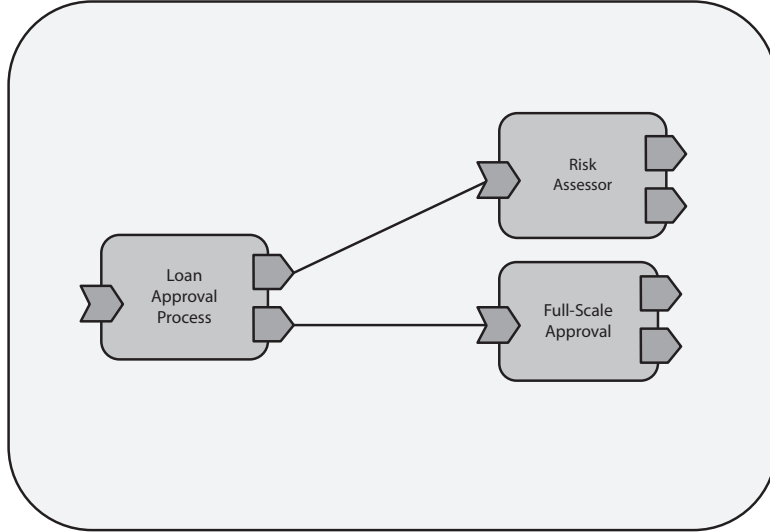 Loan
Approval
Process
Risk
Assessor
Full-Scale
Approval